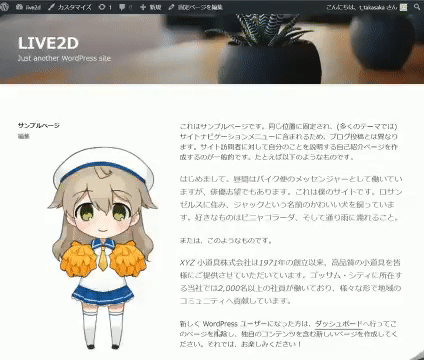 live2d カスタマイズ 1 0 新規 固定ページを編集 こんにちは、t_takasaka さん
LIVE2D
Just another WordPress site
サンプルページ
編集
これはサンプルページです。同じ位置に固定され、(多くのテーマでは)
サイトナビゲーションメニューに含まれるため、ブログ投稿とは異なり
ます。サイト訪問者に対して自分のことを説明する自己紹介ページを作
成するのが一般的です。たとえば以下のようなものです。
はじめまして。昼間はバイク便のメッセンジャーとして働いてい
ますが、俳優志望でもあります。これは僕のサイトです。ロサン
ゼルスに住み、ジャックという名前のかわいい犬を飼っていま
す。好きなものはピニャコラーダ、そして通り雨に濡れること。
または、このようなものです。
XYZ 小道具株式会社は1971年の創立以来、高品質の小道具を皆
様にご提供させていただいています。ゴッサム・シティに所在す
る当社では2,000名以上の社員が働いており、様々な形で地域の
コミュニティへ貢献しています。
新しく WordPress ユーザーになった方は、ダッシュボードへ行ってこ
のページを削除し、独自のコンテンツを含む新しいページを作成してく
ださい。それでは、お楽しみください !